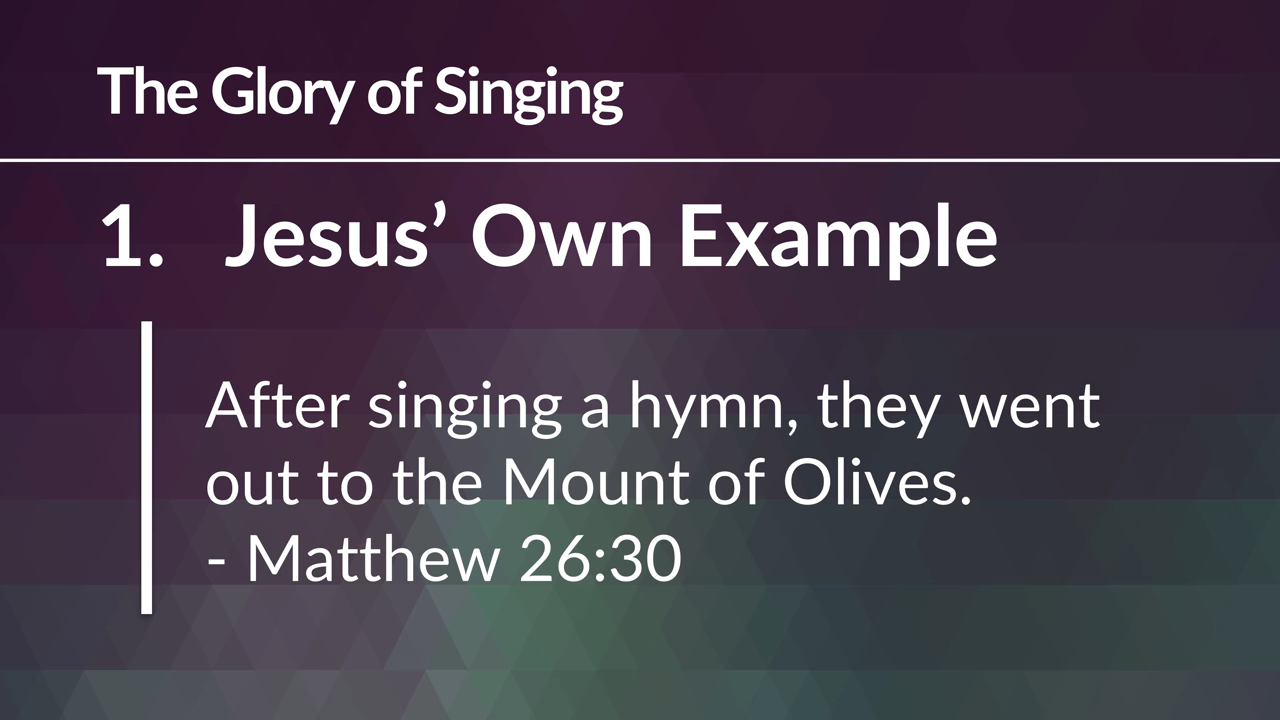 The Glory of Singing
1. Jesus’ Own Example
After singing a hymn, they went
out to the Mount of Olives.
- Matthew 26:30